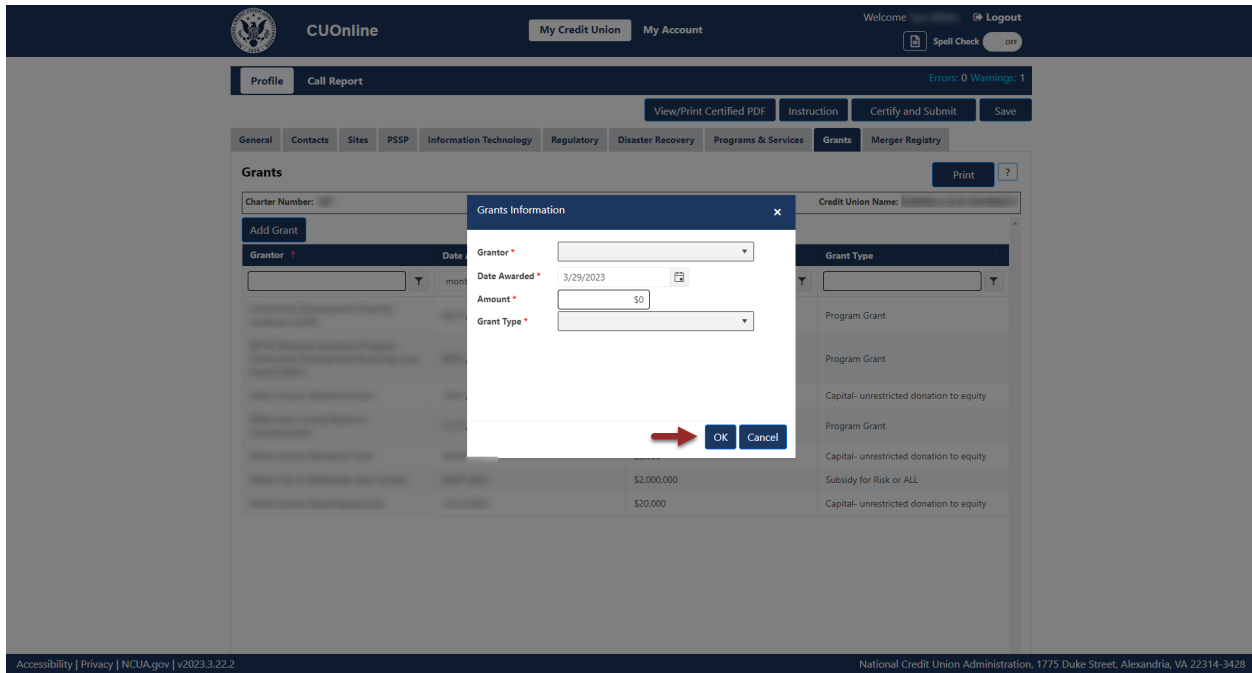 Welcome
Logout
CUOnline
My Credit Union
My Account
Spell Check
OFF
Profile
Call Report
Errors: 0 Warnings: 1
View/Print Certified PDF
Instruction
Certify and Submit
Save
General
Contacts
Sites
PSSP
Information Technology
Regulatory
Disaster Recovery
Programs & Services
Grants
Merger Registry
Grants
Print
?
Charter Number:
Credit Union Name:
Grants Information
x
Add Grant
Grantor ↑
Date
Grant Type
mont
Grantor *
Date Awarded *
3/29/2023
Amount *
$0
Grant Type *
Program Grant
Program Grant
Capital- unrestricted donation to equity
Program Grant
OK
Cancel
Capital- unrestricted donation to equity
$2,000,000
Subsidy for Risk or ALL
$20,000
Capital- unrestricted donation to equity
Accessibility | Privacy | NCUA.gov | v2023.3.22.2
National Credit Union Administration, 1775 Duke Street, Alexandria, VA 22314-3428